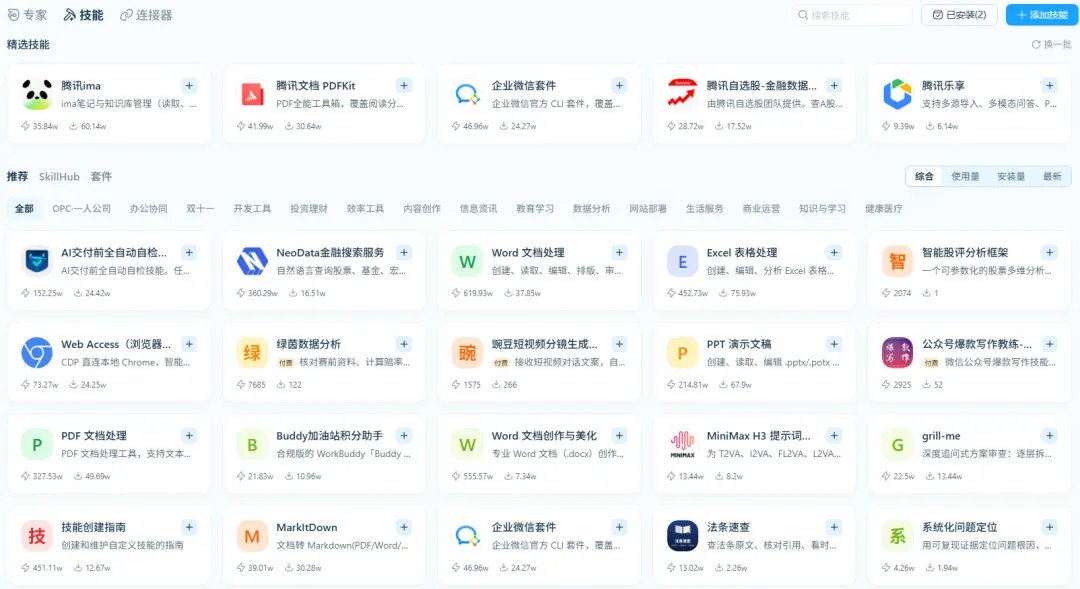 专家 技能 连接器 搜索技能 已安装(2) + 添加技能
精选技能 换一批
腾讯ima +
ima笔记与知识库管理（读取、...
35.84w 60.14w
腾讯文档 PDFKit +
PDF全能工具箱，覆盖阅读分...
41.99w 30.64w
企业微信套件 +
企业微信官方 CLI 套件，覆盖...
46.96w 24.27w
腾讯自选股-金融数据... +
由腾讯自选股团队提供。查A股...
28.72w 17.52w
腾讯乐享 +
支持多源导入、多模态问答、P...
9.39w 6.14w
推荐 SkillHub 套件 综合 使用量 安装量 最新
全部 OPC·一人公司 办公协同 双十一 开发工具 投资理财 效率工具 内容创作 信息资讯 教育学习 数据分析 网站部署 生活服务 商业运营 知识与学习 健康医疗
AI交付前全自动自检... +
AI交付前全自动自检技能。任...
152.25w 24.42w
NeoData金融搜索服务 +
自然语言查询股票、基金、宏...
360.29w 16.51w
W
Word 文档处理 +
创建、读取、编辑、排版、审...
619.93w 37.85w
E
Excel 表格处理 +
创建、编辑、分析 Excel 表格...
452.73w 75.93w
智
智能股评分析框架 +
一个可参数化的股票多维分析...
2074 1
Web Access（浏览器... +
CDP 直连本地 Chrome，智能...
73.27w 24.25w
绿
绿茵数据分析 +
付费 核对赛前资料、计算赔率...
7685 122
豌
豌豆短视频分镜生成... +
付费 接收短视频对话文案，自...
1575 266
P
PPT 演示文稿 +
创建、读取、编辑 .pptx/.potx ...
214.81w 67.9w
爆款写作
公众号爆款写作教练-... +
付费 微信公众号爆款写作技能...
2925 52
P
PDF 文档处理 +
PDF 文档处理工具，支持文本...
327.53w 49.69w
B
Buddy加油站积分助手 +
合规版的 WorkBuddy「Buddy ...
21.83w 10.96w
W
Word 文档创作与美化 +
专业 Word 文档（.docx）创作...
555.57w 7.34w
MINIMAX
MiniMax H3 提示词... +
为 T2VA、I2VA、FL2VA、L2VA...
13.44w 8.2w
G
grill-me +
深度追问式方案审查：逐层拆...
22.5w 13.44w
技
技能创建指南 +
创建和维护自定义技能的指南
451.11w 12.67w
M
MarkItDown +
文档转 Markdown(PDF/Word/...
39.01w 30.28w
企业微信套件 +
企业微信官方 CLI 套件，覆盖...
46.96w 24.27w
法条速查
法条速查 +
查法条原文、核对引用、看时...
13.02w 2.26w
系
系统化问题定位 +
用可复现证据定位问题根因，...
4.26w 1.94w